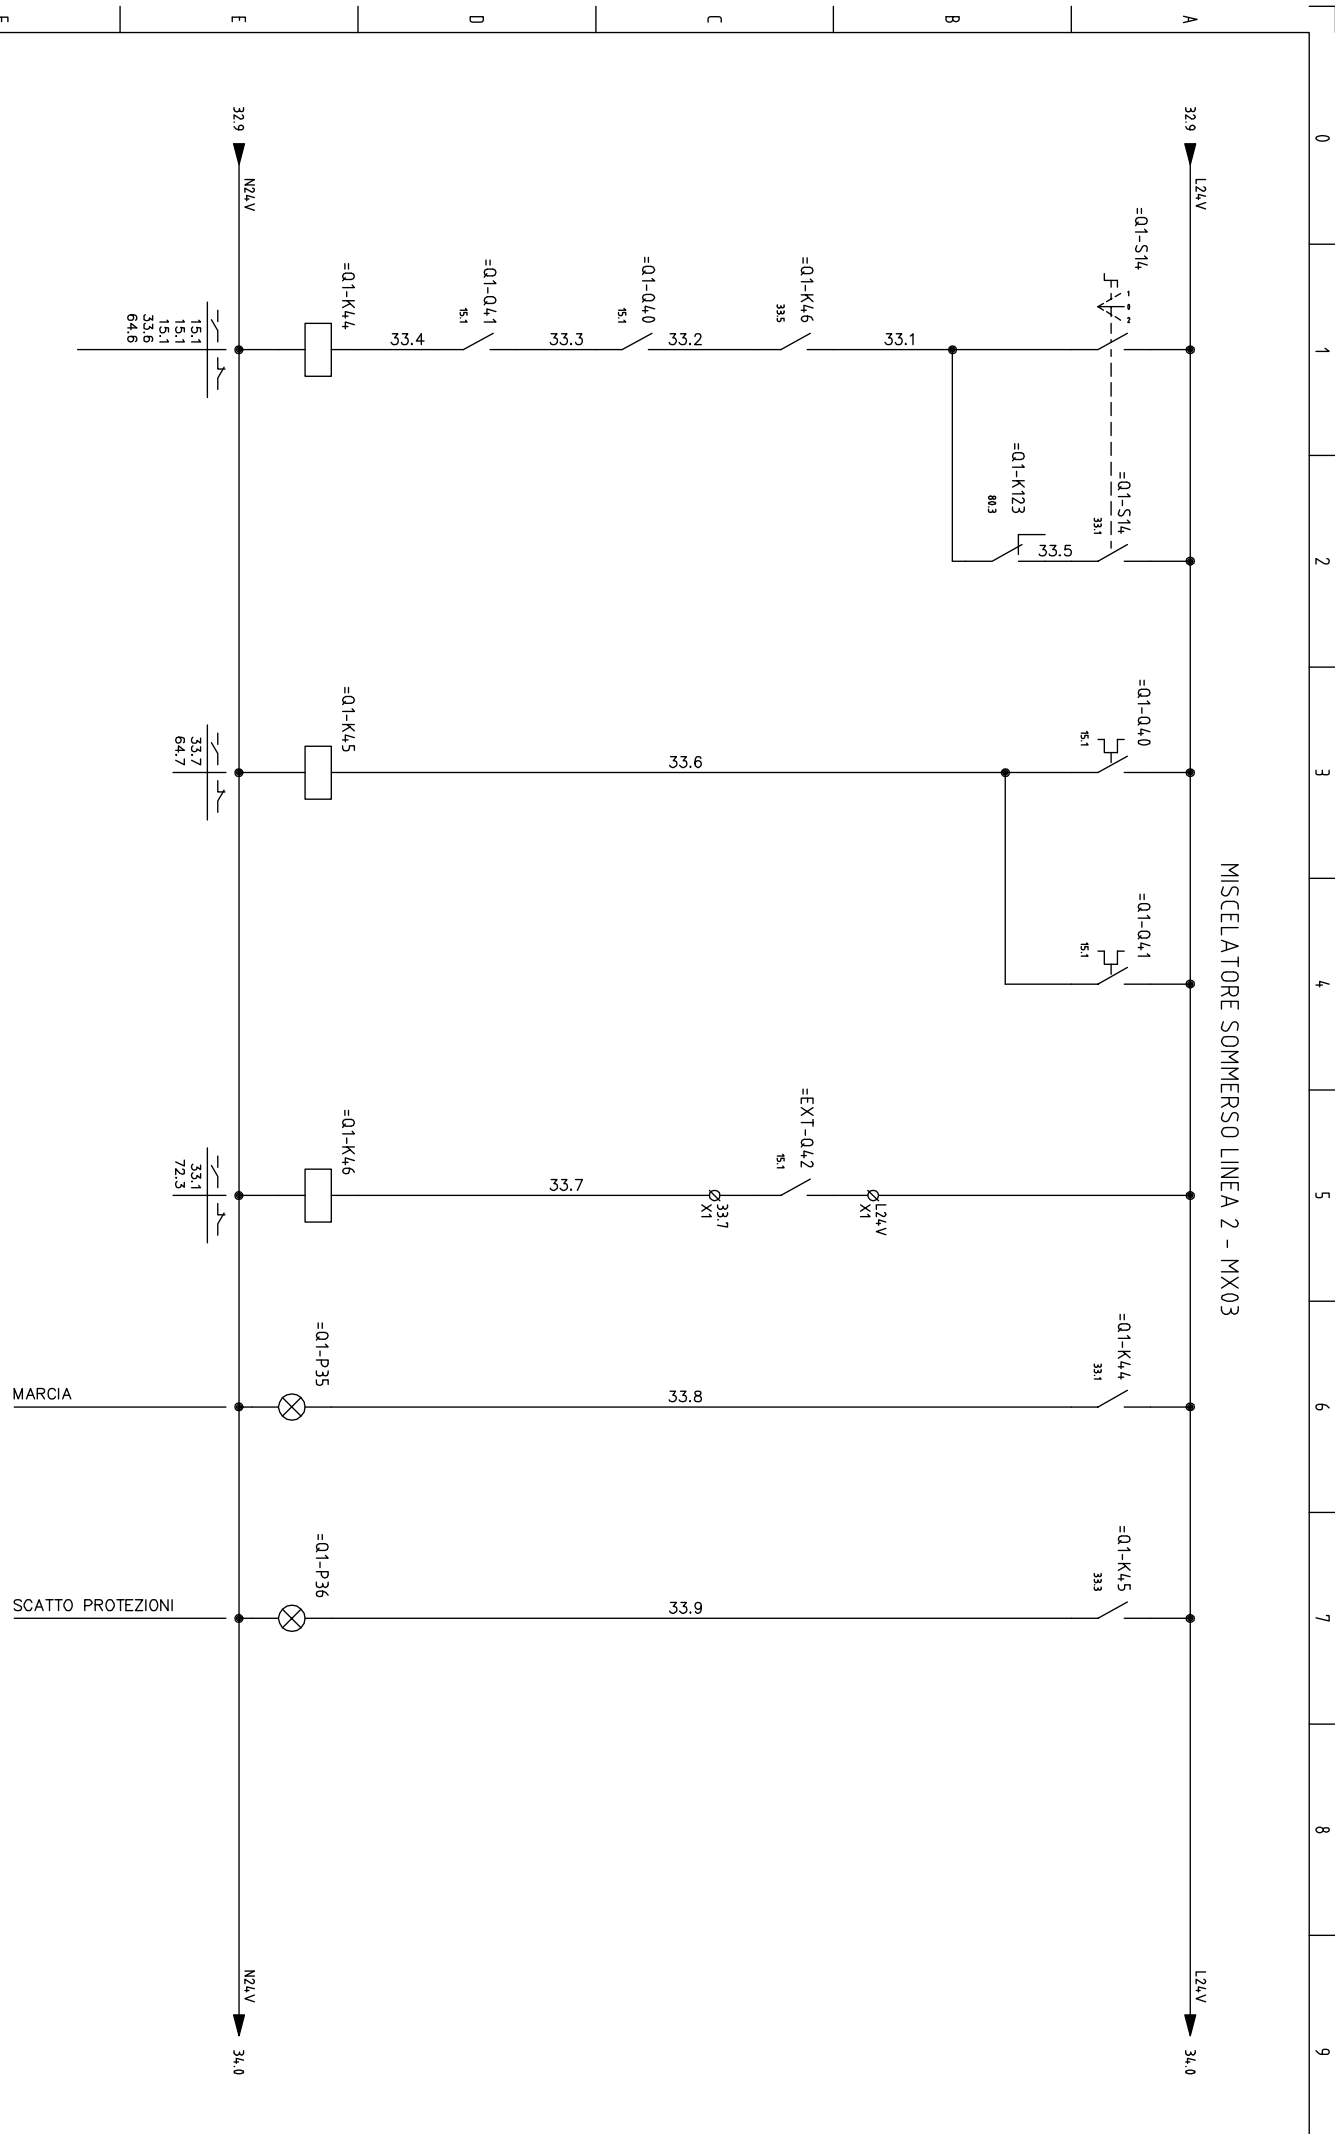 0
1
2
3
4
5
6
7
8
9
A
B
C
D
E
F
MISCELATORE SOMMERSO LINEA 2 - MX03
32.9
L24V
L24V
34.0
=Q1-S14
1
0
2
=Q1-S14
33.1
33.5
=Q1-K123
80.3
33.1
=Q1-K46
33.5
33.2
=Q1-Q40
15.1
33.3
=Q1-Q41
15.1
33.4
=Q1-K44
=Q1-Q40
15.1
=Q1-Q41
15.1
33.6
=Q1-K45
L24V
X1
=EXT-Q42
15.1
33.7
X1
33.7
=Q1-K46
=Q1-K44
33.1
33.8
=Q1-P35
=Q1-K45
33.3
33.9
=Q1-P36
32.9
N24V
N24V
34.0
15.1
15.1
15.1
33.6
64.6
33.7
64.7
33.1
72.3
MARCIA
SCATTO PROTEZIONI